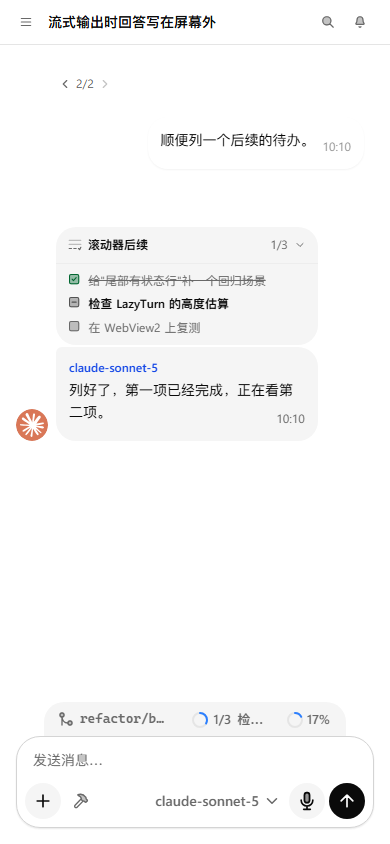 流式输出时回答写在屏幕外
2/2
顺便列一个后续的待办。 10:10
滚动器后续 1/3
给"尾部有状态行"补一个回归场景
检查 LazyTurn 的高度估算
在 WebView2 上复测
claude-sonnet-5
列好了，第一项已经完成，正在看第
二项。 10:10
refactor/b… 1/3 检… 17%
发送消息…
claude-sonnet-5